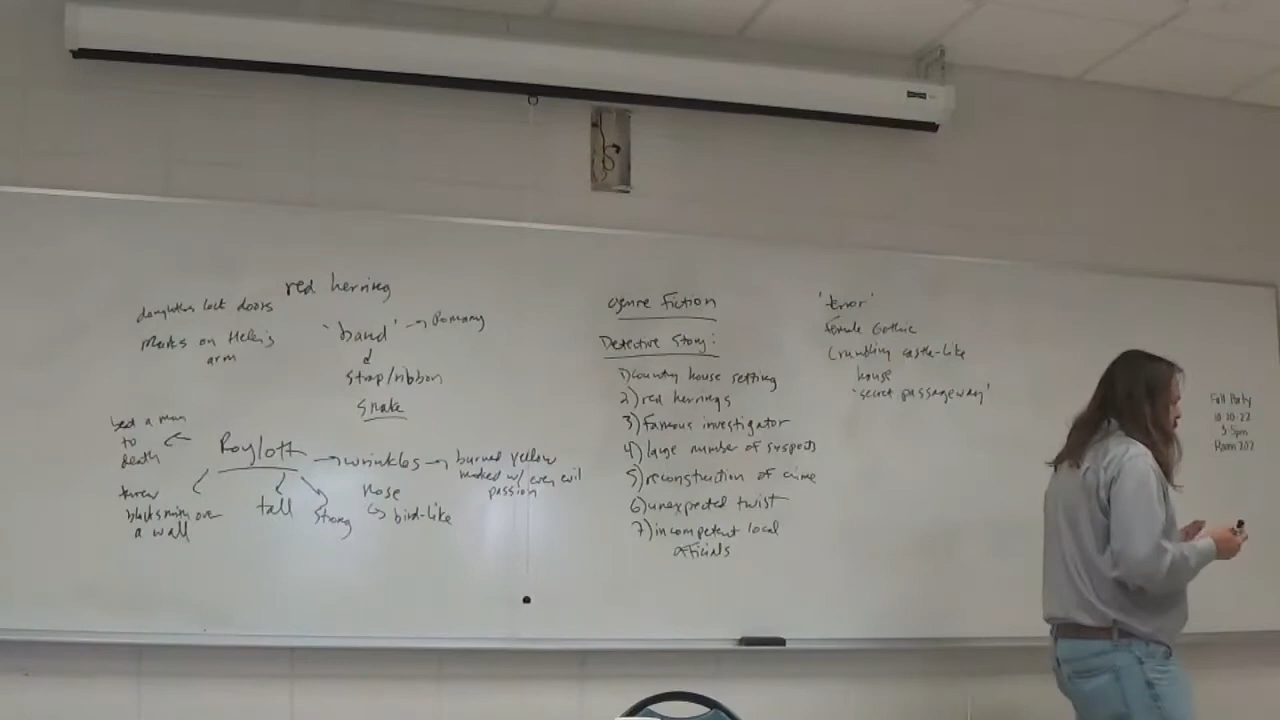 red herring
daughters lock doors
Marks on Helen's
arm
'band' → Romany
strap/ribbon
snake
beat a man
to
death
Roylott → wrinkles → burned yellow
marked w/ every evil
passion
threw
blacksmith over
a wall
tall
strong
Nose
bird-like
Genre Fiction
Detective Story:
1) Country house setting
2) red herrings
3) Famous investigator
4) large number of suspects
5) reconstruction of crime
6) unexpected twist
7) incompetent local
officials
'terror'
Female Gothic
Crumbling castle-like
house
'secret passageway'
Fall Party
5pm
Room 202